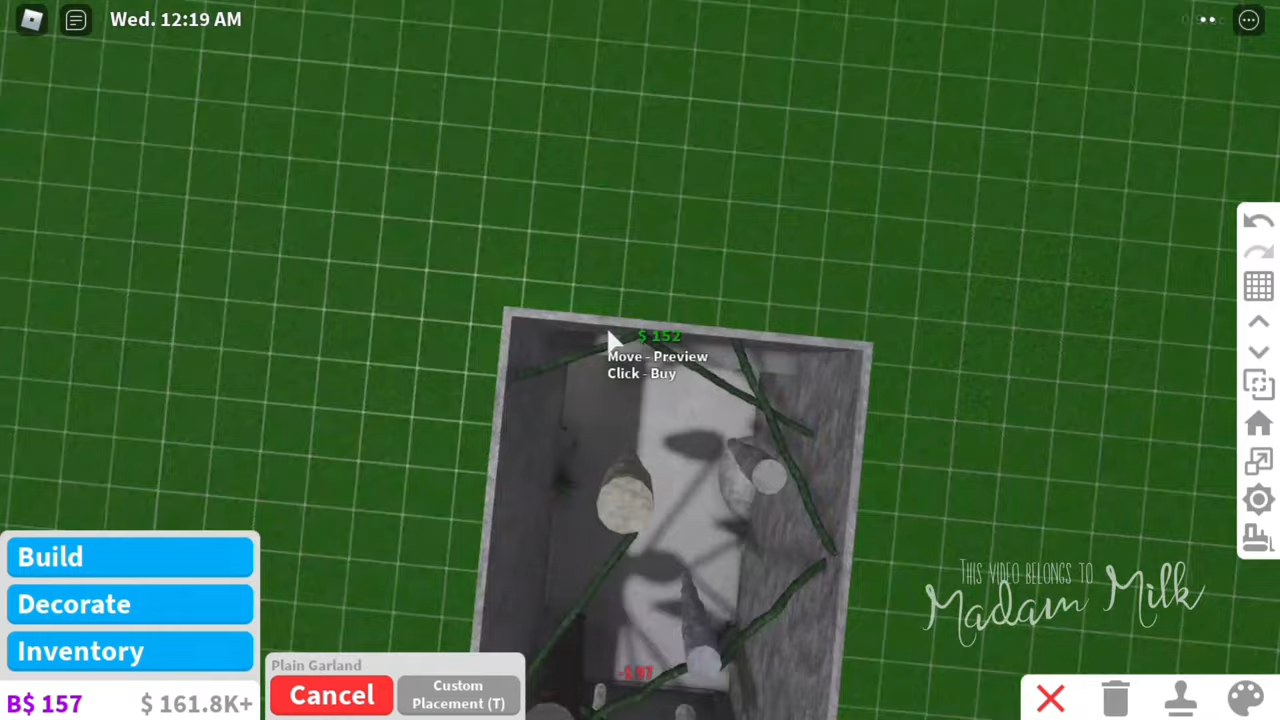 Wed. 12:19 AM
$ 152
Move - Preview
Click - Buy
Build
Decorate
Inventory
B$ 157
$ 161.8K+
Plain Garland
Cancel
Custom
Placement (T)
THIS VIDEO BELONGS TO
Madam Milk